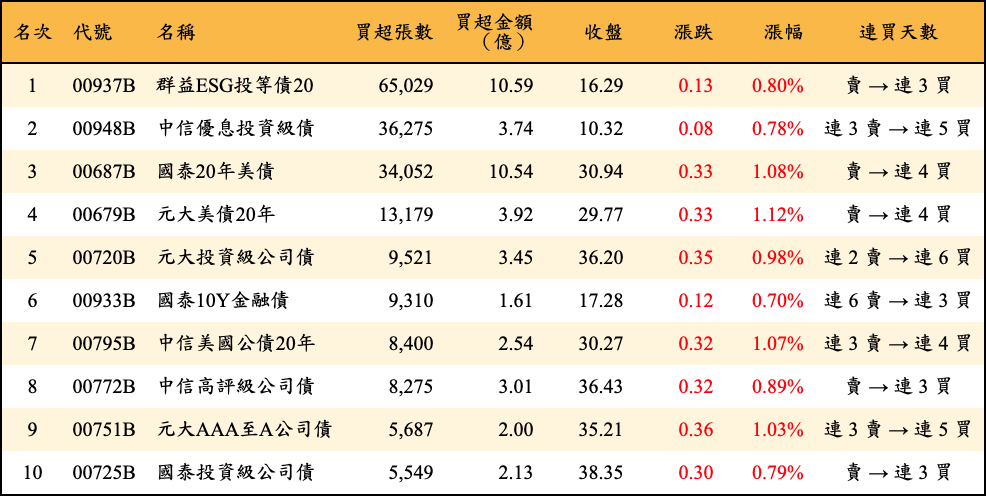 名次 代號 名稱 買超張數 買超金額(億) 收盤 漲跌 漲幅 連買天數
1 00937B 群益ESG投等債20 65,029 10.59 16.29 0.13 0.80% 賣 → 連 3 買
2 00948B 中信優息投資級債 36,275 3.74 10.32 0.08 0.78% 連 3 賣 → 連 5 買
3 00687B 國泰20年美債 34,052 10.54 30.94 0.33 1.08% 賣 → 連 4 買
4 00679B 元大美債20年 13,179 3.92 29.77 0.33 1.12% 賣 → 連 4 買
5 00720B 元大投資級公司債 9,521 3.45 36.20 0.35 0.98% 連 2 賣 → 連 6 買
6 00933B 國泰10Y金融債 9,310 1.61 17.28 0.12 0.70% 連 6 賣 → 連 3 買
7 00795B 中信美國公債20年 8,400 2.54 30.27 0.32 1.07% 連 3 賣 → 連 4 買
8 00772B 中信高評級公司債 8,275 3.01 36.43 0.32 0.89% 賣 → 連 3 買
9 00751B 元大AAA至A公司債 5,687 2.00 35.21 0.36 1.03% 連 3 賣 → 連 5 買
10 00725B 國泰投資級公司債 5,549 2.13 38.35 0.30 0.79% 賣 → 連 3 買